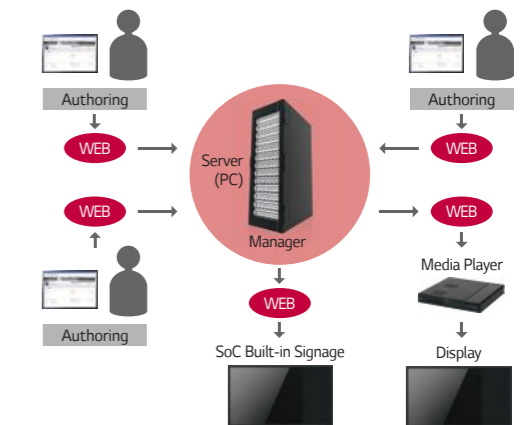 Authoring
Authoring
WEB
WEB
Server
(PC)
WEB
WEB
Manager
Media Player
WEB
Authoring
SoC Built-in Signage
Display